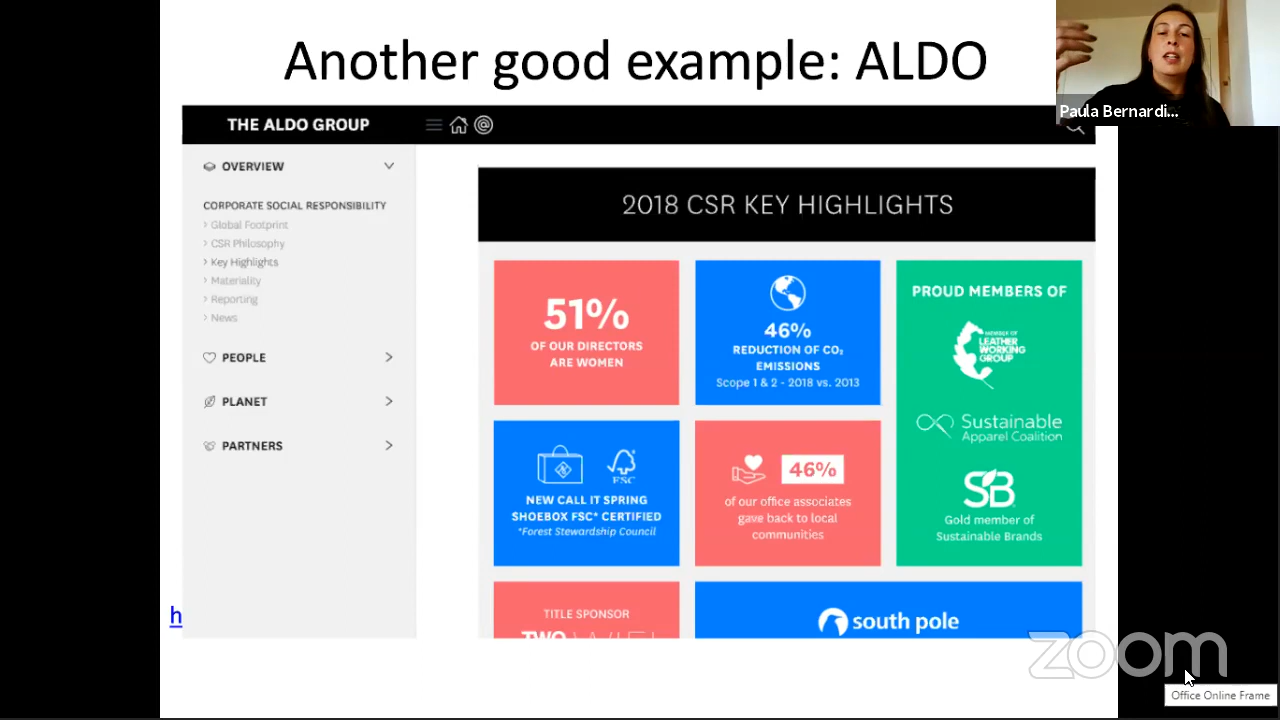 Another good example: ALDO
Paula Bernardi...
THE ALDO GROUP
OVERVIEW
CORPORATE SOCIAL RESPONSIBILITY
Global Footprint
CSR Philosophy
Key Highlights
Materiality
Reporting
News
PEOPLE
PLANET
PARTNERS
2018 CSR KEY HIGHLIGHTS
51%
OF OUR DIRECTORS
ARE WOMEN
46%
REDUCTION OF CO₂
EMISSIONS
Scope 1 & 2 - 2018 vs. 2013
PROUD MEMBERS OF
MEMBER OF
LEATHER
WORKING
GROUP
Sustainable
Apparel Coalition
SB
Gold member of
Sustainable Brands
FSC
NEW CALL IT SPRING
SHOEBOX FSC* CERTIFIED
*Forest Stewardship Council
46%
of our office associates
gave back to local
communities
TITLE SPONSOR
TWO
south pole
h
zoom
Office Online Frame